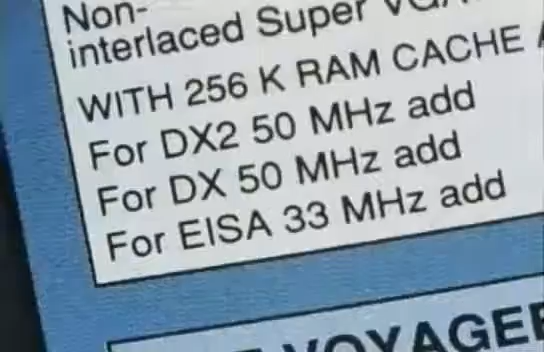 Non-
interlaced Super
WITH 256 K RAM CACHE
For DX2 50 MHz add
For DX 50 MHz add
For EISA 33 MHz add